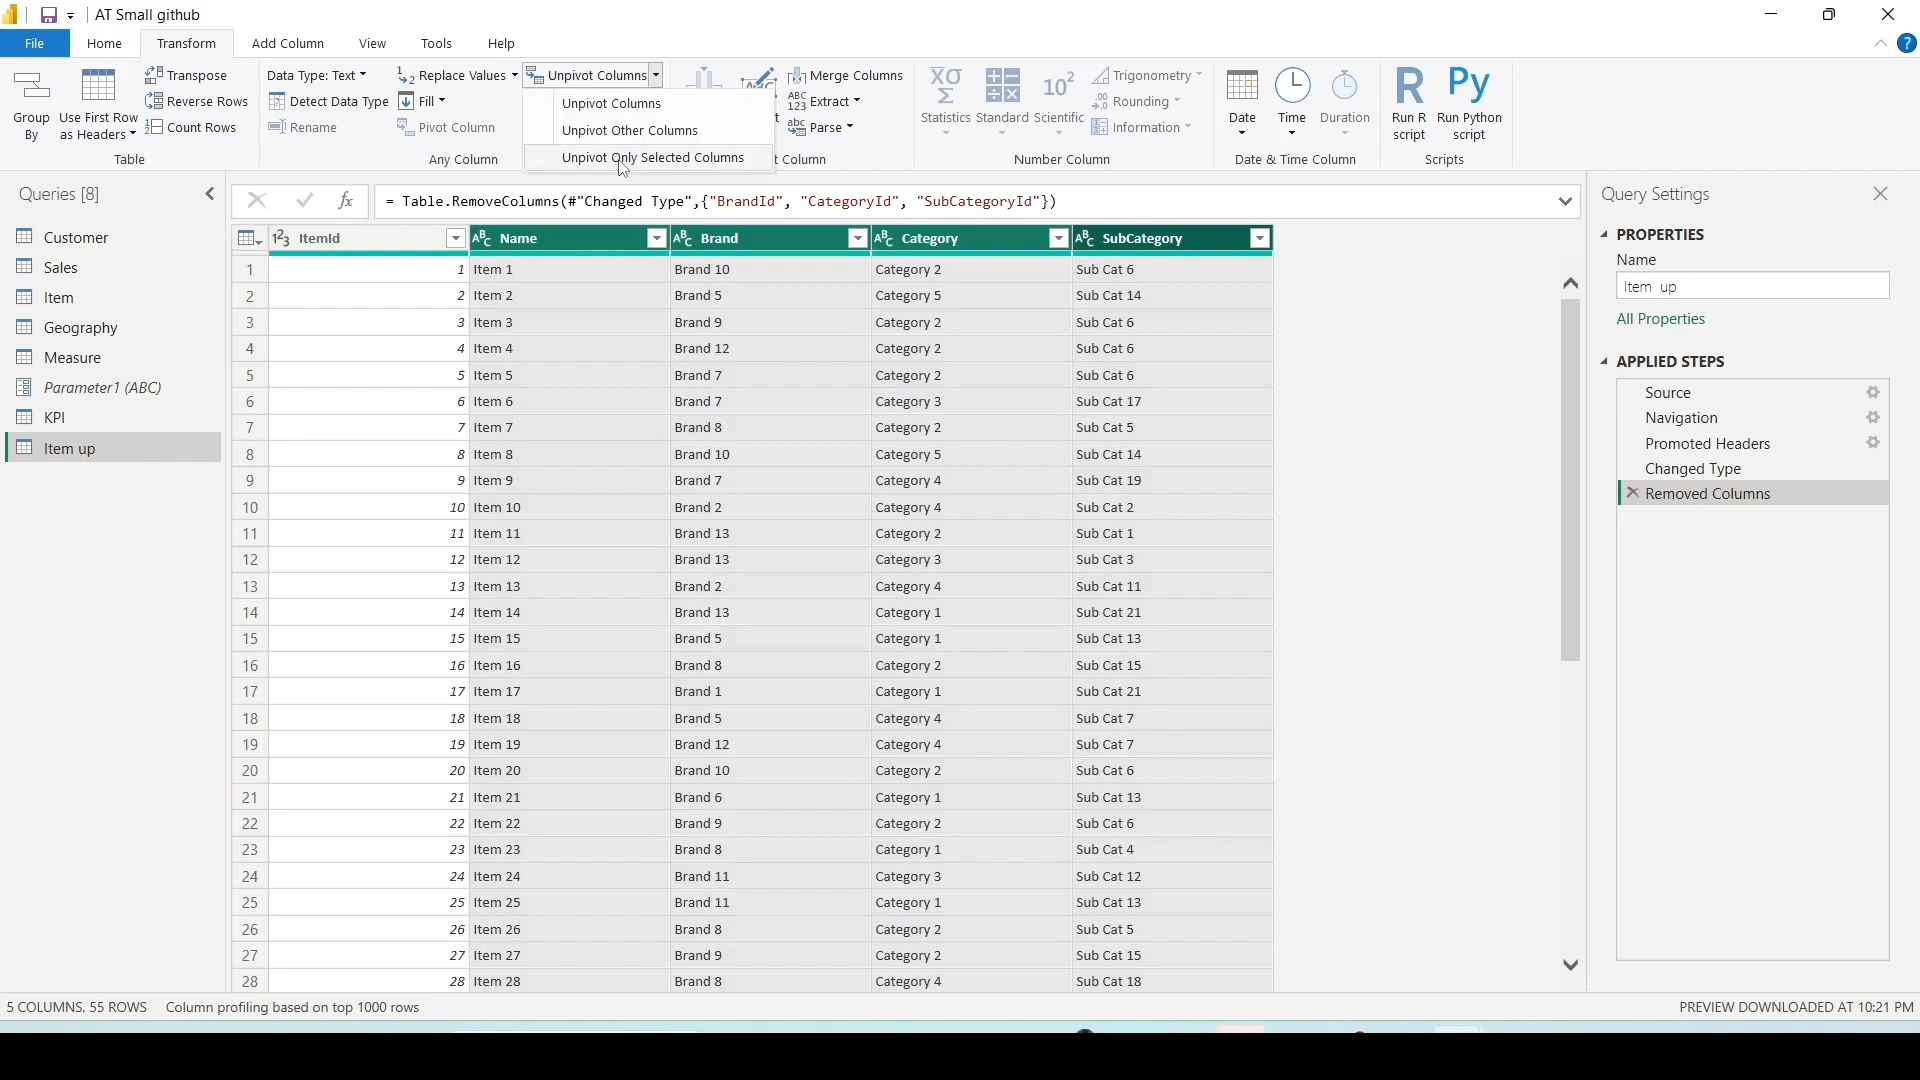 AT Small github
File Home Transform Add Column View Tools Help
Group By
Use First Row as Headers
Transpose
Reverse Rows
Count Rows
Table
Data Type: Text
Detect Data Type
Rename
Replace Values
Fill
Pivot Column
Any Column
Unpivot Columns
Unpivot Columns
Unpivot Other Columns
Unpivot Only Selected Columns
t Column
Merge Columns
Extract
Parse
Statistics
Standard
Scientific
Trigonometry
Rounding
Information
Number Column
Date
Time
Duration
Date & Time Column
Run R script
Run Python script
Scripts
Queries [8]
Customer
Sales
Item
Geography
Measure
Parameter1 (ABC)
KPI
Item up
fx = Table.RemoveColumns(#"Changed Type",{"BrandId", "CategoryId", "SubCategoryId"})
ItemId Name Brand Category SubCategory
1 1 Item 1 Brand 10 Category 2 Sub Cat 6
2 2 Item 2 Brand 5 Category 5 Sub Cat 14
3 3 Item 3 Brand 9 Category 2 Sub Cat 6
4 4 Item 4 Brand 12 Category 2 Sub Cat 6
5 5 Item 5 Brand 7 Category 2 Sub Cat 6
6 6 Item 6 Brand 7 Category 3 Sub Cat 17
7 7 Item 7 Brand 8 Category 2 Sub Cat 5
8 8 Item 8 Brand 10 Category 5 Sub Cat 14
9 9 Item 9 Brand 7 Category 4 Sub Cat 19
10 10 Item 10 Brand 2 Category 4 Sub Cat 2
11 11 Item 11 Brand 13 Category 2 Sub Cat 1
12 12 Item 12 Brand 13 Category 3 Sub Cat 3
13 13 Item 13 Brand 2 Category 4 Sub Cat 11
14 14 Item 14 Brand 13 Category 1 Sub Cat 21
15 15 Item 15 Brand 5 Category 1 Sub Cat 13
16 16 Item 16 Brand 8 Category 2 Sub Cat 15
17 17 Item 17 Brand 1 Category 1 Sub Cat 21
18 18 Item 18 Brand 5 Category 4 Sub Cat 7
19 19 Item 19 Brand 12 Category 4 Sub Cat 7
20 20 Item 20 Brand 10 Category 2 Sub Cat 6
21 21 Item 21 Brand 6 Category 1 Sub Cat 13
22 22 Item 22 Brand 9 Category 2 Sub Cat 6
23 23 Item 23 Brand 8 Category 1 Sub Cat 4
24 24 Item 24 Brand 11 Category 3 Sub Cat 12
25 25 Item 25 Brand 11 Category 1 Sub Cat 13
26 26 Item 26 Brand 8 Category 2 Sub Cat 5
27 27 Item 27 Brand 9 Category 2 Sub Cat 15
28 28 Item 28 Brand 8 Category 4 Sub Cat 18
Query Settings
PROPERTIES
Name
Item up
All Properties
APPLIED STEPS
Source
Navigation
Promoted Headers
Changed Type
Removed Columns
5 COLUMNS, 55 ROWS Column profiling based on top 1000 rows PREVIEW DOWNLOADED AT 10:21 PM